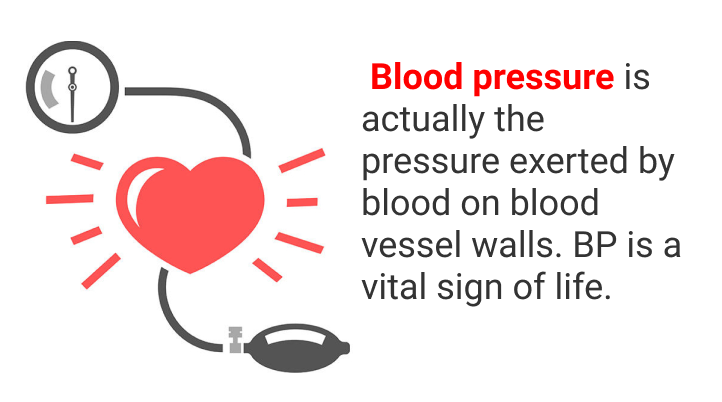 Blood pressure is
actually the
pressure exerted by
blood on blood
vessel walls. BP is a
vital sign of life.